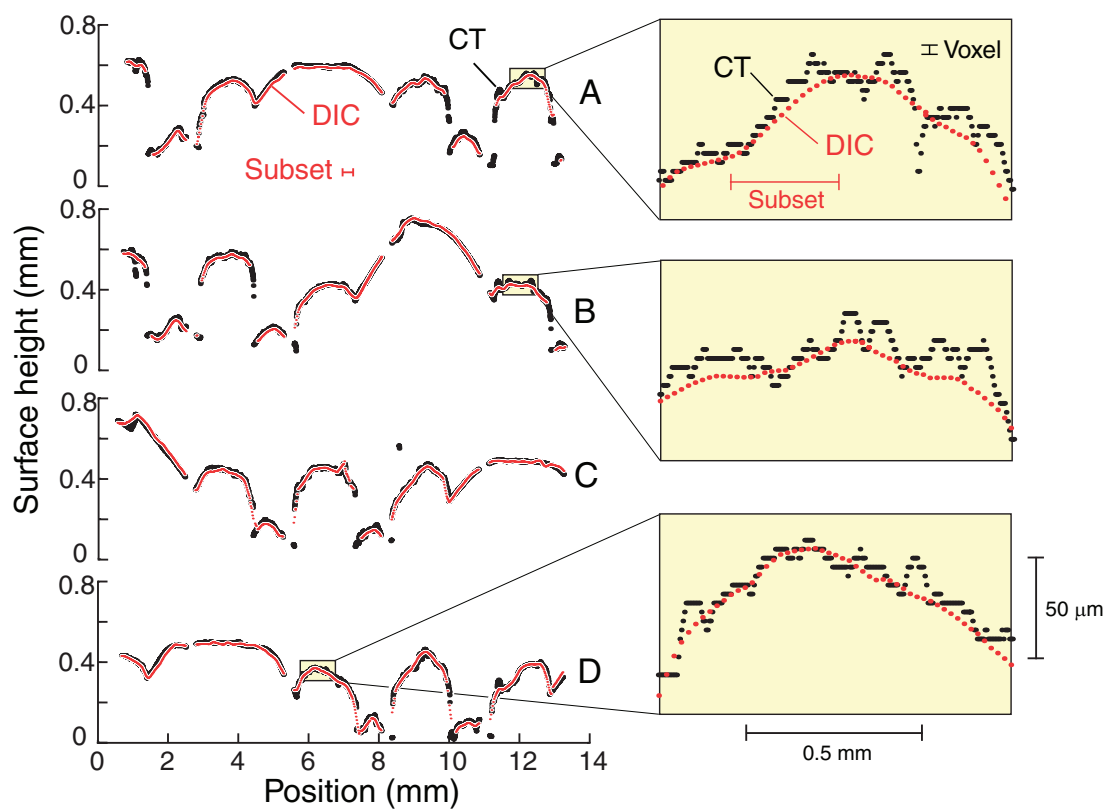 Surface height (mm)
0.8
0.4
0
CT
DIC
Subset
A
0.8
0.4
0
B
0.8
0.4
0
C
0.8
0.4
0
D
0 2 4 6 8 10 12 14
Position (mm)
CT
Voxel
DIC
Subset
50 μm
0.5 mm